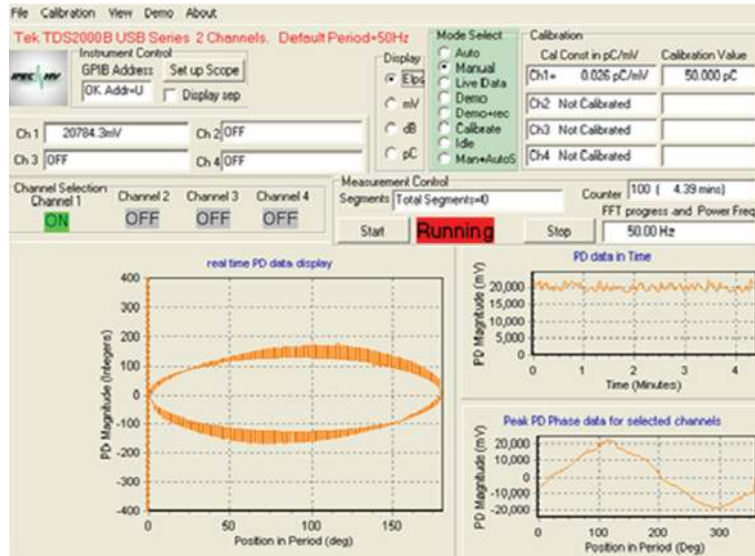 File Calibration View Demo About
Tek TDS2000B USB Series 2 Channels. Default Period+50Hz
Instrument Control
GPIB Address
Set up Scope
OK Addr=U
Display sep
IPEC HV
Display
Elps
mV
dB
pC
Mode Select
Auto
Manual
Live Data
Demo
Demo+rec
Calibrate
Idle
Man+AutoS
Calibration
Cal Const in pC/mV Calibration Value
Ch1= 0.026 pC/mV 50.000 pC
Ch2 Not Calibrated
Ch3 Not Calibrated
Ch4 Not Calibrated
Ch 1 20784.3mV Ch 2 OFF
Ch 3 OFF Ch 4 OFF
Channel Selection
Channel 1 Channel 2 Channel 3 Channel 4
ON OFF OFF OFF
Measurement Control
Segments Total Segments=0
Counter 100 ( 4.39 mins)
FFT progress and Power Freq
Start Running Stop 50.00 Hz
real time PD data display
PD Magnitude (Integers)
400
300
200
100
0
-100
-200
-300
-400
0 50 100 150
Position in Period (deg)
PD data in Time
PD Magnitude (mV)
20,000
15,000
10,000
5,000
0
0 1 2 3 4
Time (Minutes)
Peak PD Phase data for selected channels
PD Magnitude (mV)
20,000
10,000
0
-10,000
-20,000
0 100 200 300
Position in Period (Deg)